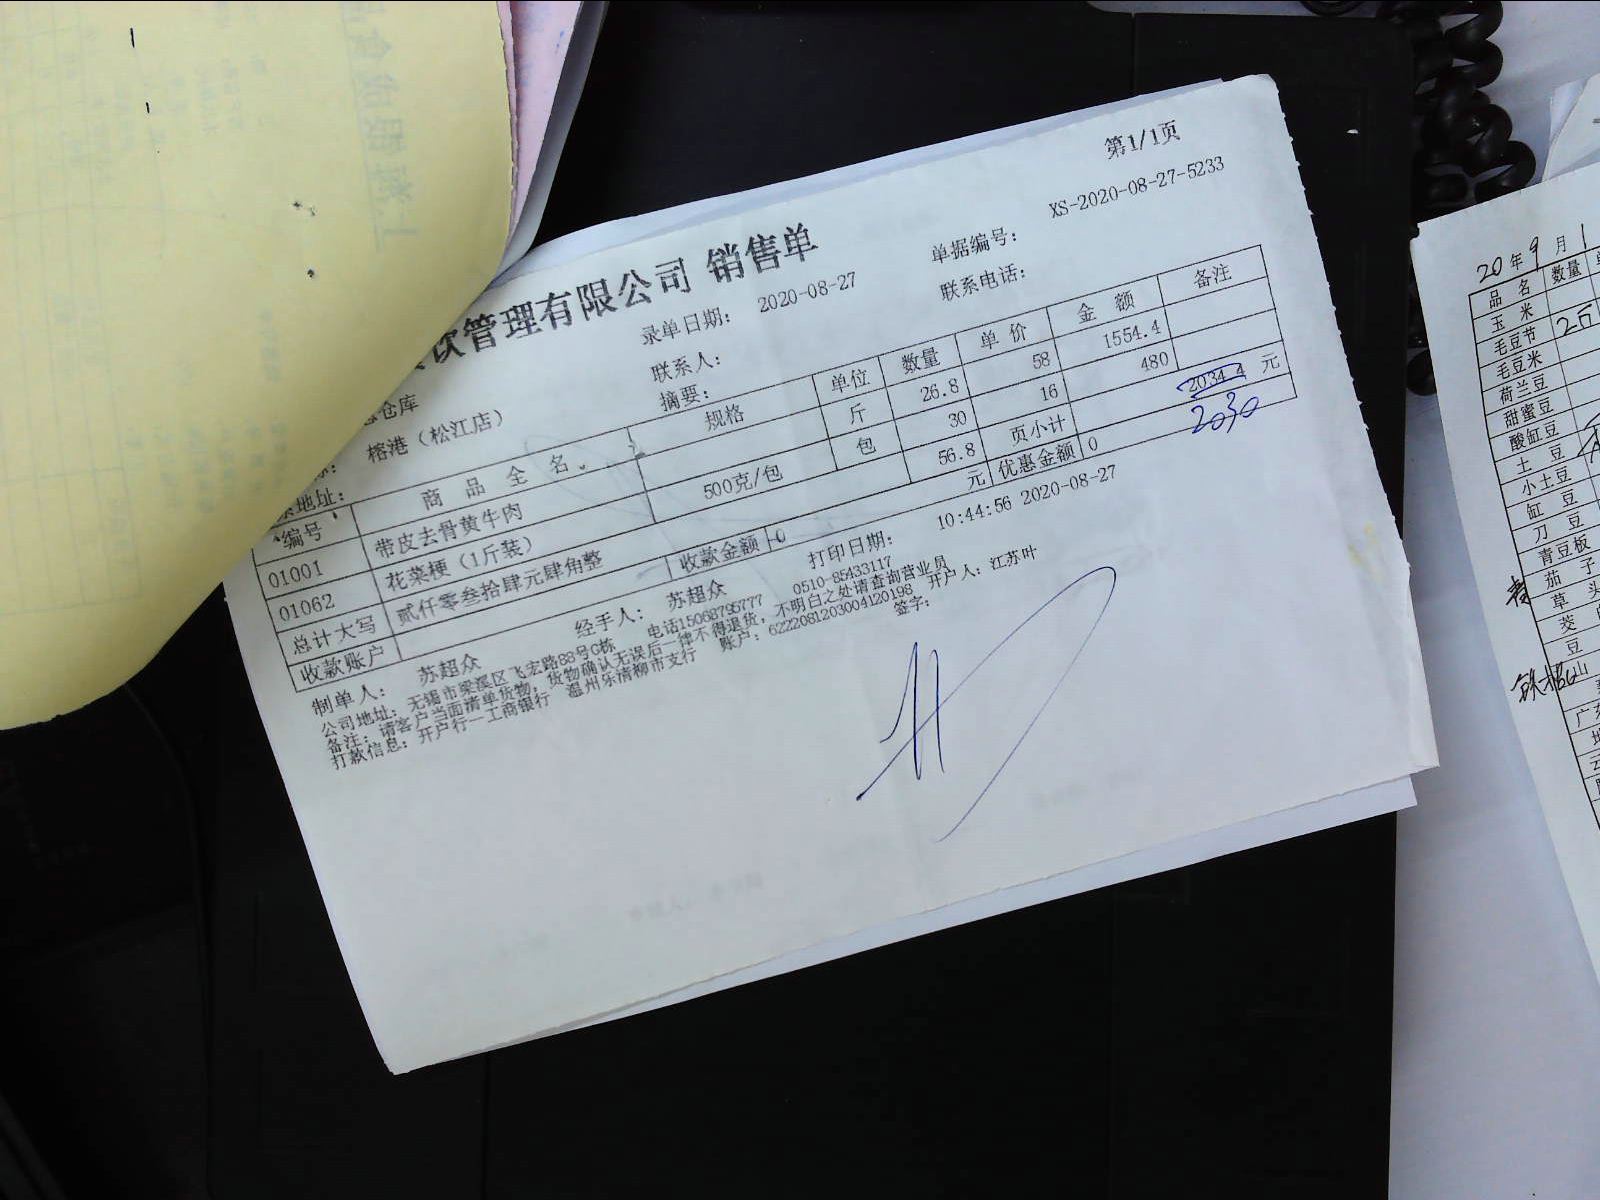 第1/1页
饮管理有限公司 销售单
单据编号: XS-2020-08-27-5233
录单日期: 2020-08-27
联系电话:
仓库
联系人:
榕港（松江店）
摘要:
地址:
编号 商品全名 规格 单位 数量 单价 金额 备注
01001 带皮去骨黄牛肉 斤 26.8 58 1554.4
01062 花菜梗（1斤装） 500克/包 包 30 16 480
总计大写 贰仟零叁拾肆元肆角整 56.8 页小计 2034.4 元
收款账户 收款金额 0 元 优惠金额 0
2030
制单人: 苏超众 经手人: 苏超众 打印日期: 10:44:56 2020-08-27
公司地址: 无锡市梁溪区飞宏路88号C栋 电话15068795777 0510-85433117
备注: 请客户当面清单货物，货物确认无误后一律不得退货，不明白之处请查询营业员
打款信息: 开户行一工商银行 温州乐清柳市支行 账户: 6222081203004120198 开户人: 江苏叶
签字:
20年9月1
品名 数量
玉米 2斤
毛豆节
毛豆米
荷兰豆
甜蜜豆
酸缸豆
土豆
小土豆
缸豆
刀豆
青豆板
茄子
草头
茭
豆
山
广东